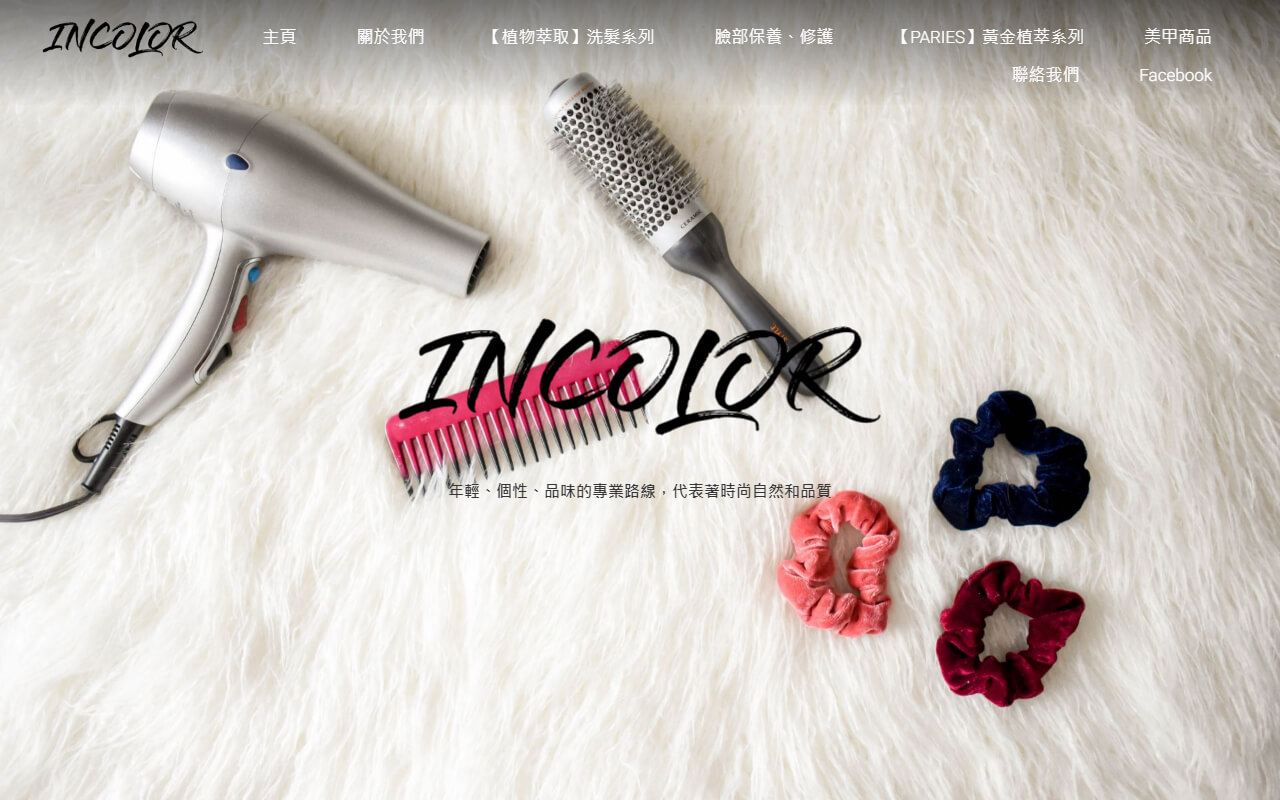 INCOLOR
主頁 關於我們 【植物萃取】洗髮系列 臉部保養、修護 【PARIES】黃金植萃系列 美甲商品
聯絡我們 Facebook
CERAMIC
INCOLOR
年輕、個性、品味的專業路線，代表著時尚自然和品質